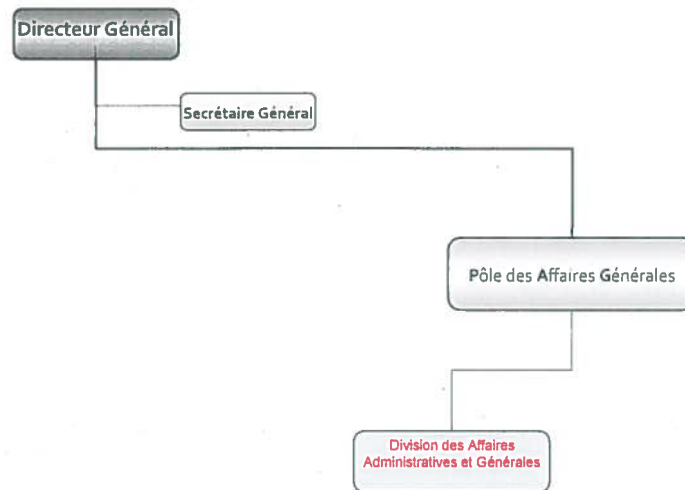 Directeur Général
Secrétaire Général
Pôle des Affaires Générales
Division des Affaires
Administratives et Générales